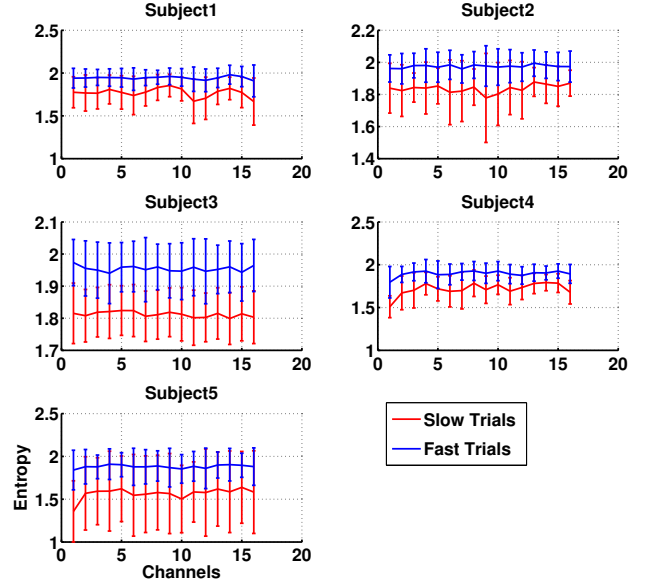 Subject1
2.5
2
1.5
1
0 5 10 15 20
Subject2
2.2
2
1.8
1.6
1.4
0 5 10 15 20
Subject3
2.1
2
1.9
1.8
1.7
0 5 10 15 20
Subject4
2.5
2
1.5
1
0 5 10 15 20
Subject5
2.5
2
1.5
1
0 5 10 15 20
Entropy
Channels
Slow Trials
Fast Trials